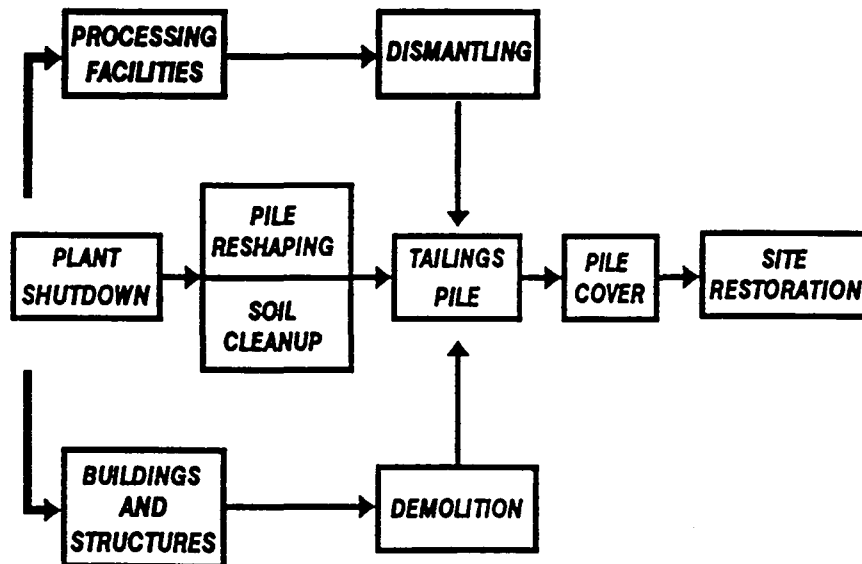 PROCESSING
FACILITIES
DISMANTLING
PLANT
SHUTDOWN
PILE
RESHAPING
SOIL
CLEANUP
TAILINGS
PILE
PILE
COVER
SITE
RESTORATION
BUILDINGS
AND
STRUCTURES
DEMOLITION